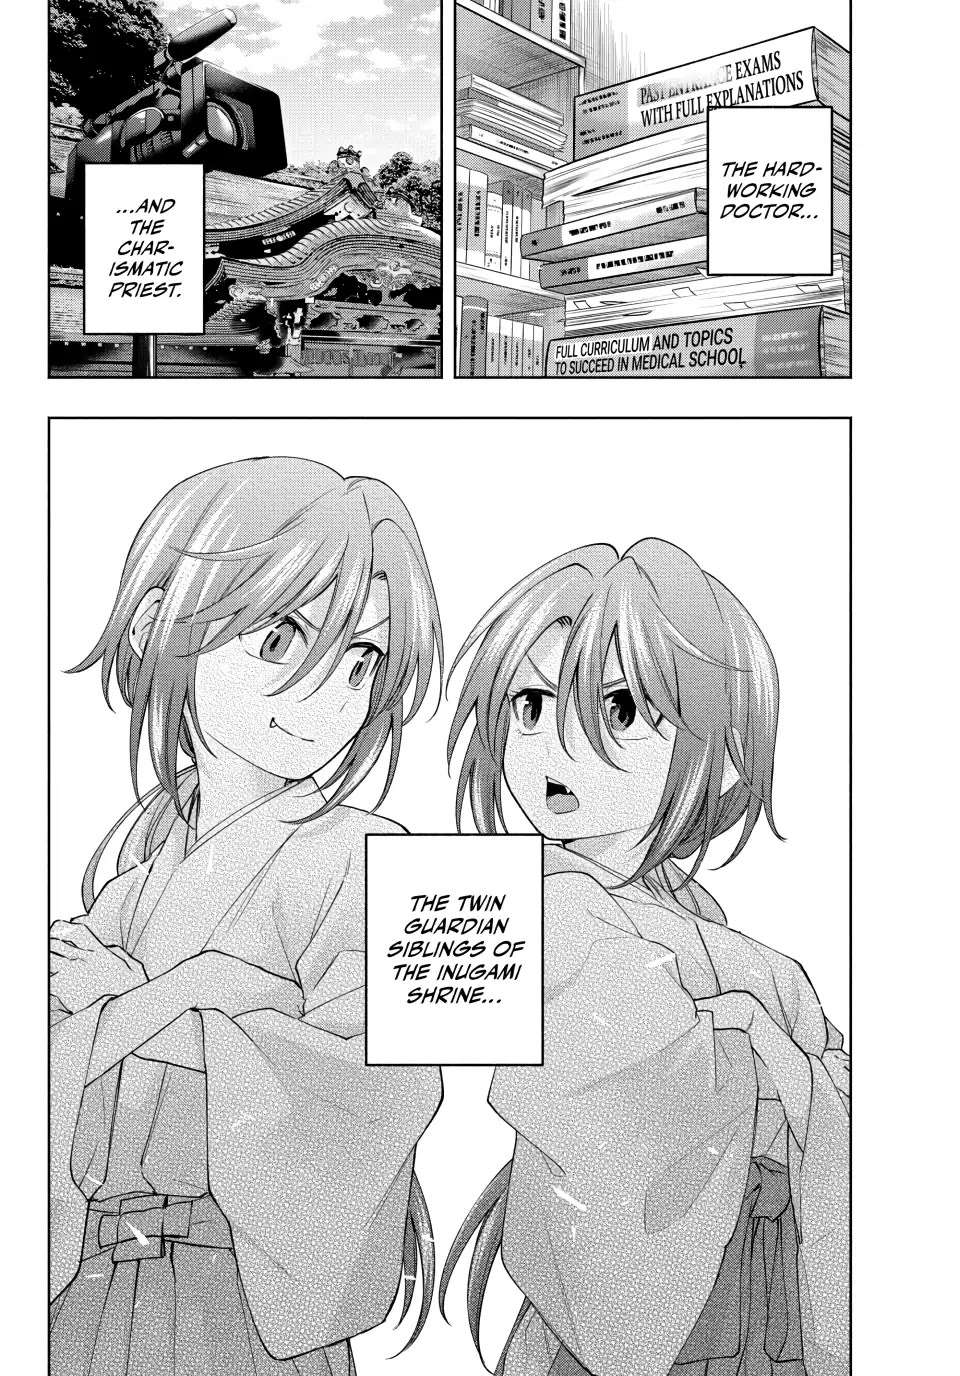 PAST ENTRANCE EXAMS
WITH FULL EXPLANATIONS
THE HARD-
WORKING
DOCTOR...
FULL CURRICULUM AND TOPICS
TO SUCCEED IN MEDICAL SCHOOL
...AND
THE
CHAR-
ISMATIC
PRIEST.
THE TWIN
GUARDIAN
SIBLINGS OF
THE INUGAMI
SHRINE...